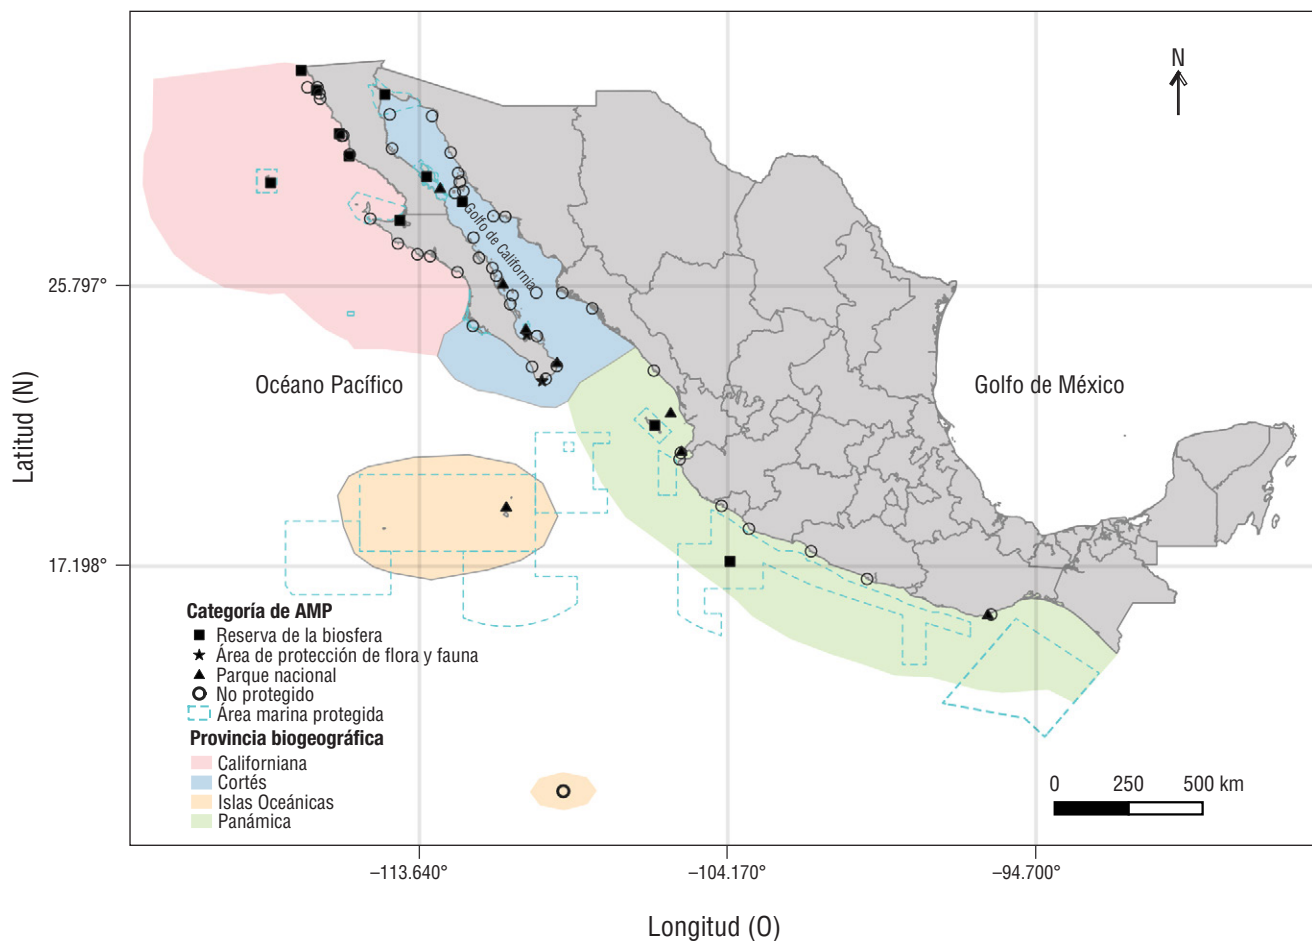 N
Golfo de California
25.797°
Océano Pacífico
Golfo de México
Latitud (N)
17.198°
Categoría de AMP
Reserva de la biosfera
Área de protección de flora y fauna
Parque nacional
No protegido
Área marina protegida
Provincia biogeográfica
Californiana
Cortés
Islas Oceánicas
Panámica
0 250 500 km
–113.640° –104.170° –94.700°
Longitud (O)